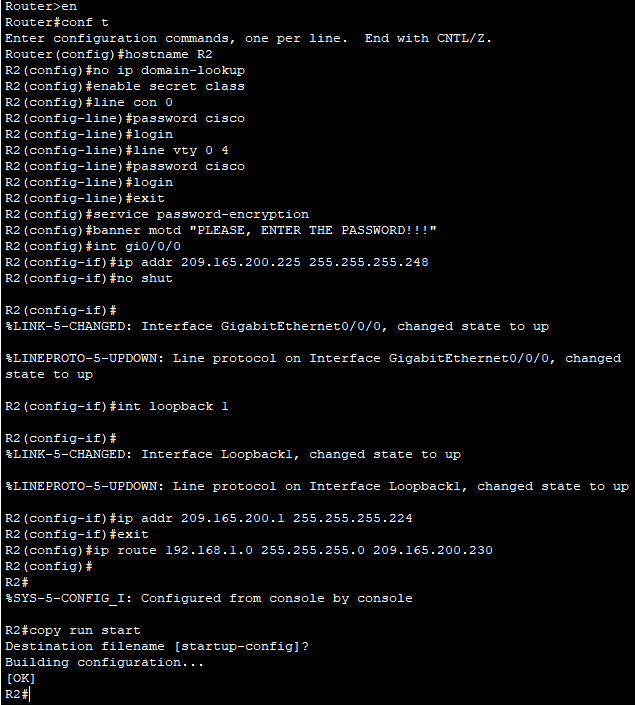 Router>en
Router#conf t
Enter configuration commands, one per line.  End with CNTL/Z.
Router(config)#hostname R2
R2(config)#no ip domain-lookup
R2(config)#enable secret class
R2(config)#line con 0
R2(config-line)#password cisco
R2(config-line)#login
R2(config-line)#line vty 0 4
R2(config-line)#password cisco
R2(config-line)#login
R2(config-line)#exit
R2(config)#service password-encryption
R2(config)#banner motd "PLEASE, ENTER THE PASSWORD!!!"
R2(config)#int gi0/0/0
R2(config-if)#ip addr 209.165.200.225 255.255.255.248
R2(config-if)#no shut
R2(config-if)#
%LINK-5-CHANGED: Interface GigabitEthernet0/0/0, changed state to up
%LINEPROTO-5-UPDOWN: Line protocol on Interface GigabitEthernet0/0/0, changed
state to up
R2(config-if)#int loopback 1
R2(config-if)#
%LINK-5-CHANGED: Interface Loopback1, changed state to up
%LINEPROTO-5-UPDOWN: Line protocol on Interface Loopback1, changed state to up
R2(config-if)#ip addr 209.165.200.1 255.255.255.224
R2(config-if)#exit
R2(config)#ip route 192.168.1.0 255.255.255.0 209.165.200.230
R2(config)#
R2#
%SYS-5-CONFIG_I: Configured from console by console
R2#copy run start
Destination filename [startup-config]?
Building configuration...
[OK]
R2#